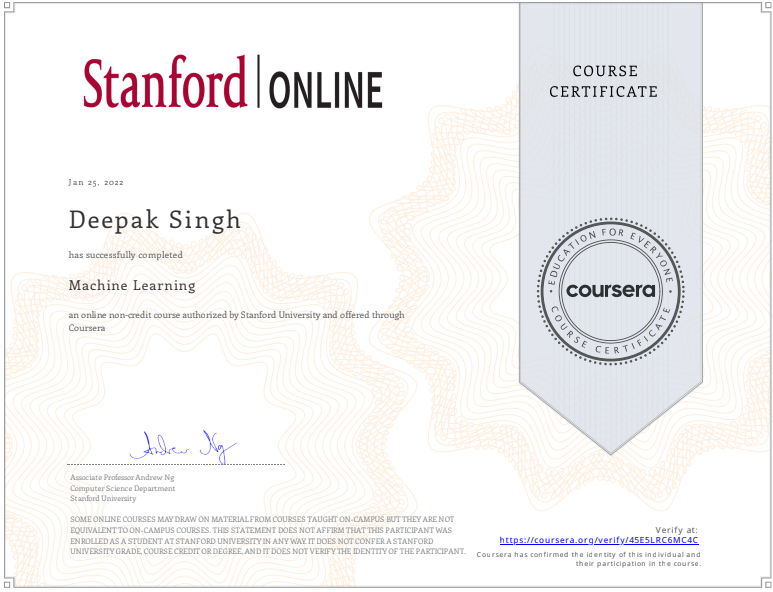 Stanford | ONLINE
COURSE
CERTIFICATE
Jan 25, 2022
Deepak Singh
has successfully completed
Machine Learning
an online non-credit course authorized by Stanford University and offered through
Coursera
EDUCATION FOR EVERYONE
coursera
COURSE CERTIFICATE
Andrew Ng
Associate Professor Andrew Ng
Computer Science Department
Stanford University
SOME ONLINE COURSES MAY DRAW ON MATERIAL FROM COURSES TAUGHT ON-CAMPUS BUT THEY ARE NOT
EQUIVALENT TO ON-CAMPUS COURSES. THIS STATEMENT DOES NOT AFFIRM THAT THIS PARTICIPANT WAS
ENROLLED AS A STUDENT AT STANFORD UNIVERSITY IN ANY WAY. IT DOES NOT CONFER A STANFORD
UNIVERSITY GRADE, COURSE CREDIT OR DEGREE, AND IT DOES NOT VERIFY THE IDENTITY OF THE PARTICIPANT.
Verify at:
https://coursera.org/verify/45E5LRC6MC4C
Coursera has confirmed the identity of this individual and
their participation in the course.